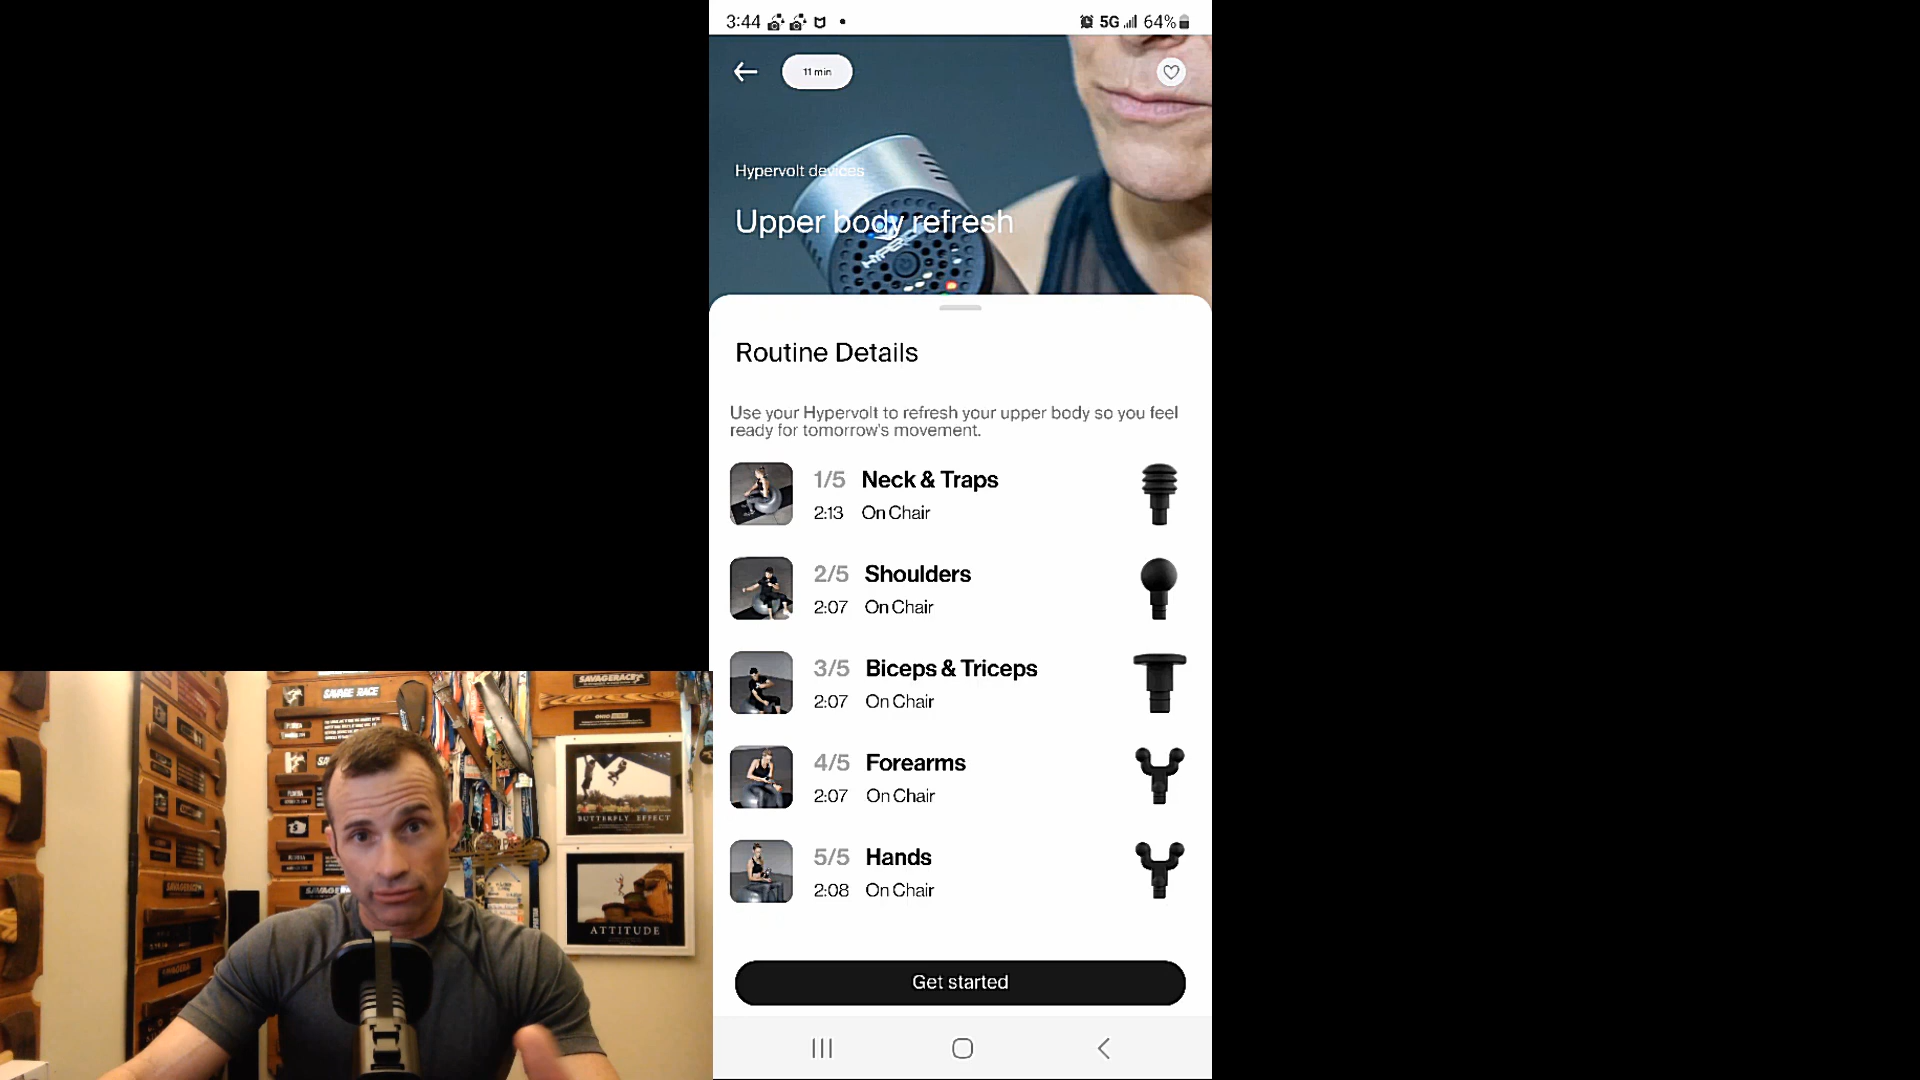 3:44
5G
64%
11 min
Hypervolt devices
Upper body refresh
HYPER
Routine Details
Use your Hypervolt to refresh your upper body so you feel
ready for tomorrow's movement.
1/5 Neck & Traps
2:13 On Chair
2/5 Shoulders
2:07 On Chair
3/5 Biceps & Triceps
2:07 On Chair
4/5 Forearms
2:07 On Chair
5/5 Hands
2:08 On Chair
Get started
SAVAGE RACE
SAVAGERACE
BUTTERFLY EFFECT
ATTITUDE